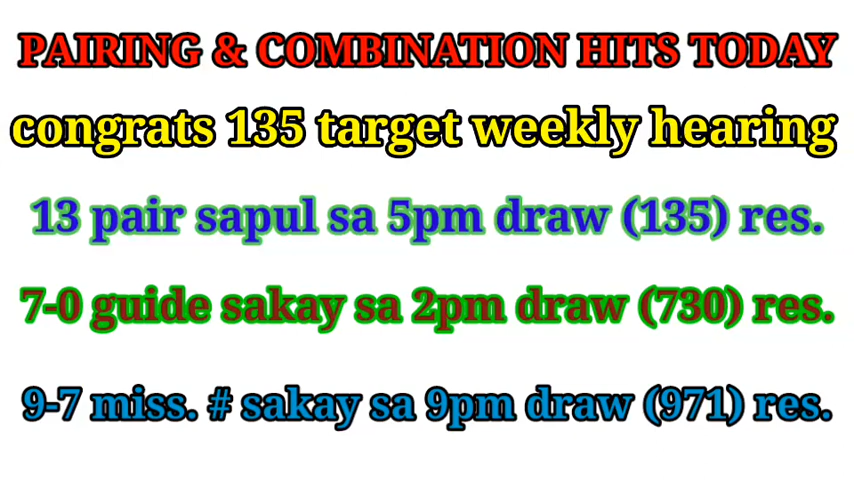 PAIRING & COMBINATION HITS TODAY
congrats 135 target weekly hearing
13 pair sapul sa 5pm draw (135) res.
7-0 guide sakay sa 2pm draw (730) res.
9-7 miss. # sakay sa 9pm draw (971) res.